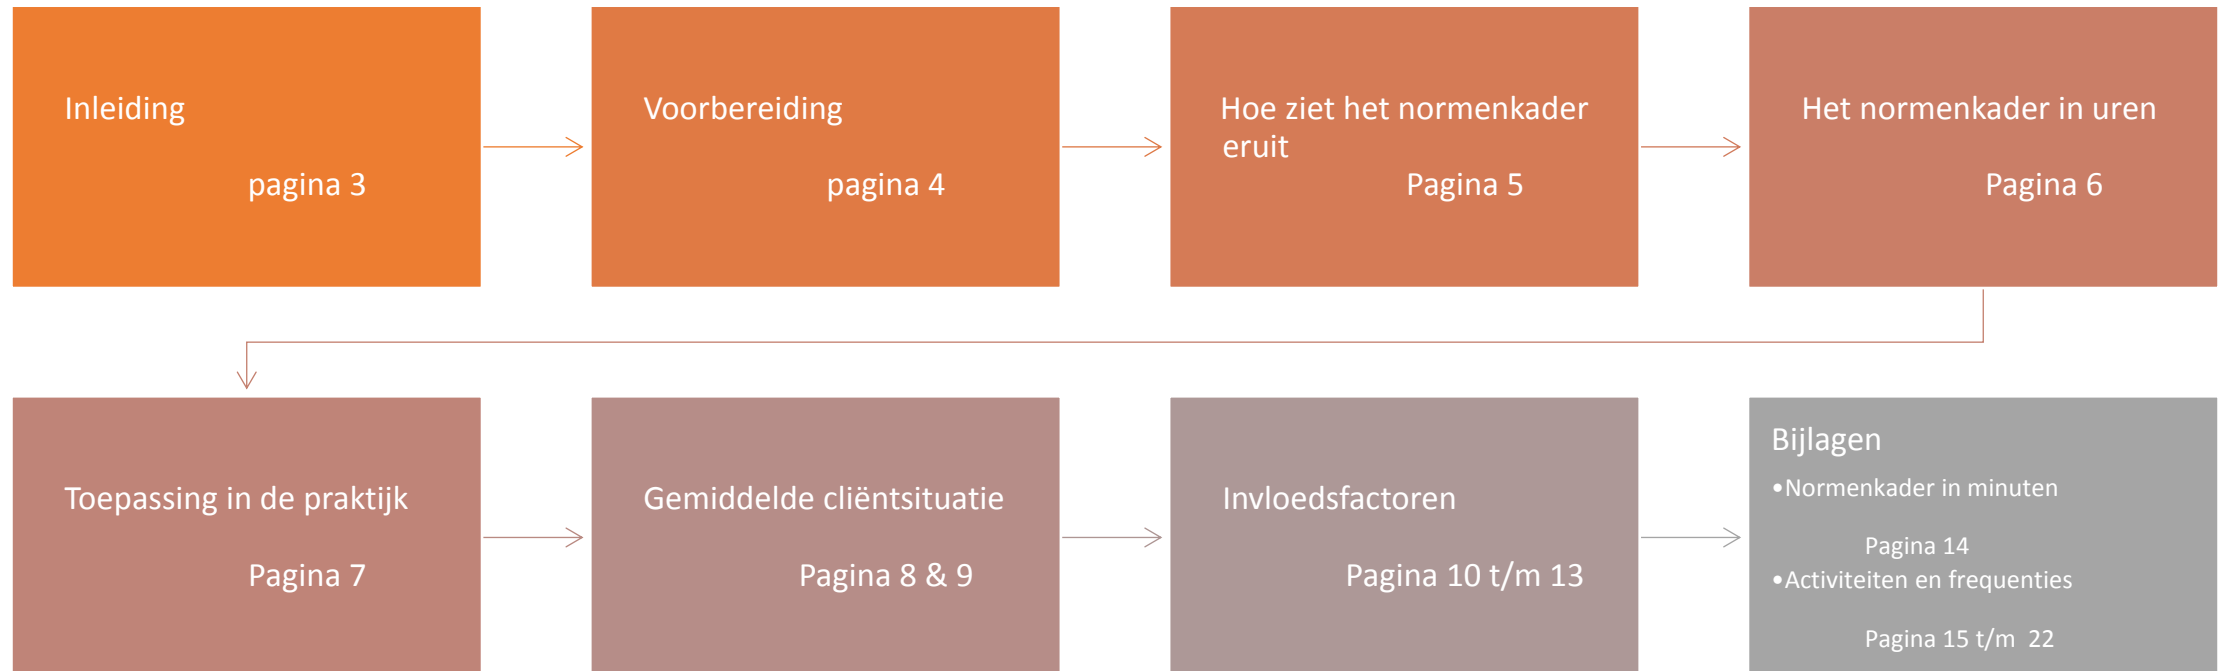 Inleiding
pagina 3
Voorbereiding
pagina 4
Hoe ziet het normenkader
eruit
Pagina 5
Het normenkader in uren
Pagina 6
Toepassing in de praktijk
Pagina 7
Gemiddelde cliëntsituatie
Pagina 8 & 9
Invloedsfactoren
Pagina 10 t/m 13
Bijlagen
•Normenkader in minuten
Pagina 14
•Activiteiten en frequenties
Pagina 15 t/m 22